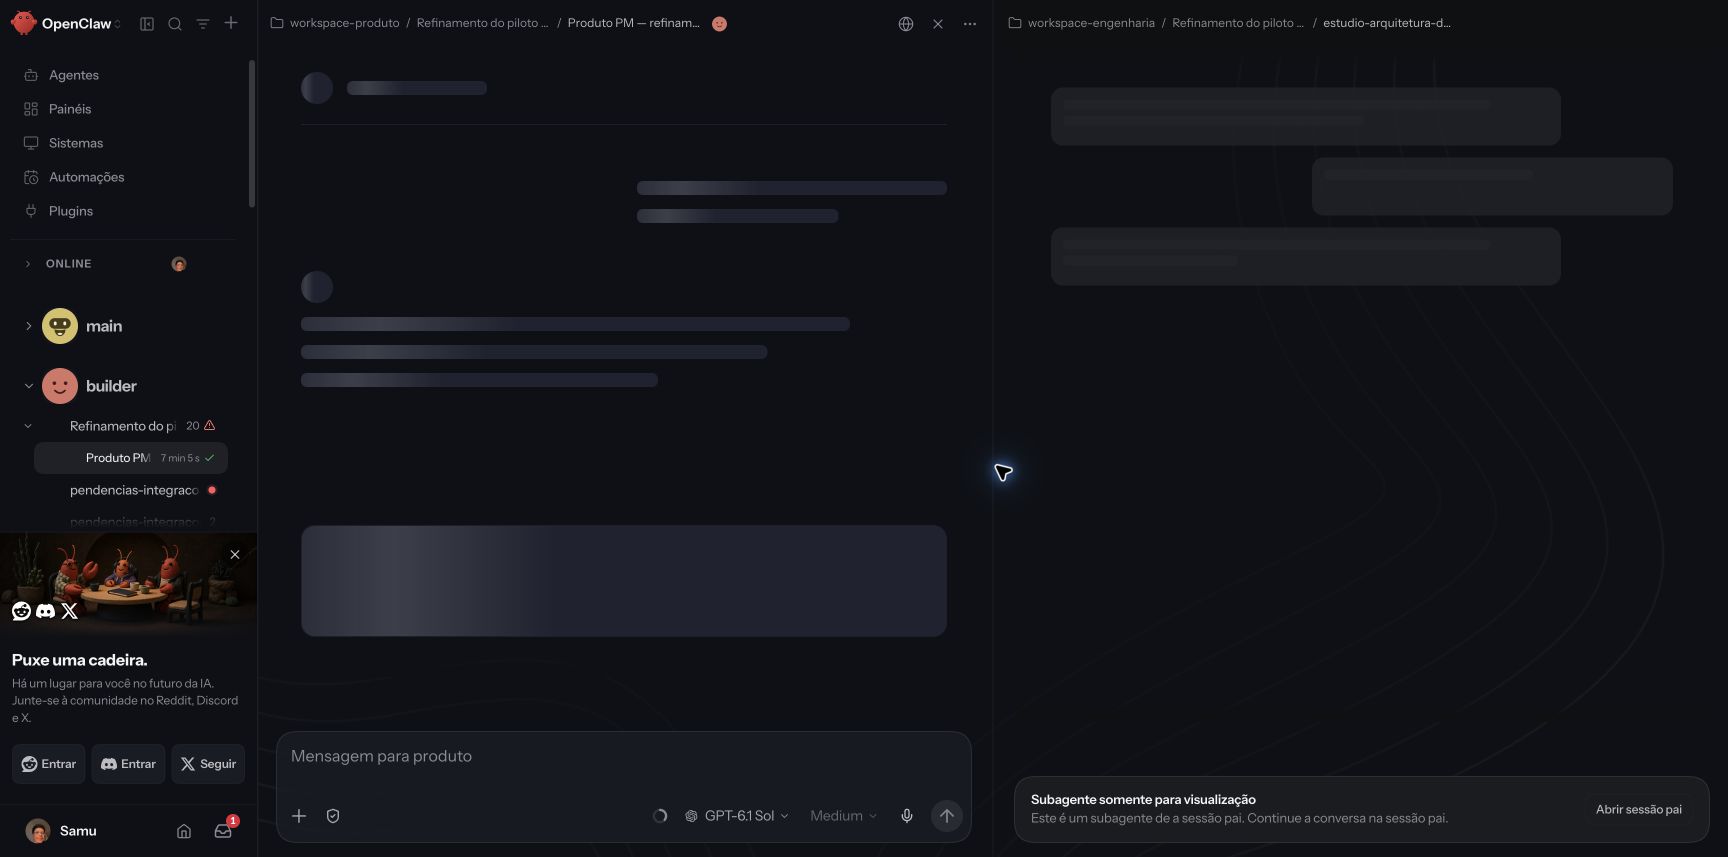 OpenClaw
Agentes
Painéis
Sistemas
Automações
Plugins
ONLINE
main
builder
Refinamento do pi 20
Produto PM 7 min 5 s
pendencias-integraco
pendencias-integraco 2
Puxe uma cadeira.
Há um lugar para você no futuro da IA.
Junte-se à comunidade no Reddit, Discord
e X.
Entrar Entrar Seguir
Samu 1
workspace-produto / Refinamento do piloto ... / Produto PM — refinam...
Mensagem para produto
GPT-6.1 Sol Medium
workspace-engenharia / Refinamento do piloto ... / estudio-arquitetura-d...
Subagente somente para visualização
Este é um subagente de a sessão pai. Continue a conversa na sessão pai.
Abrir sessão pai